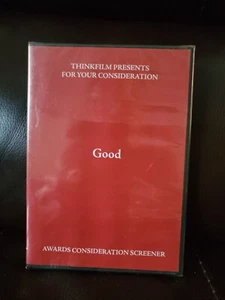 THINKFILM PRESENTS
FOR YOUR CONSIDERATION
Good
AWARDS CONSIDERATION SCREENER